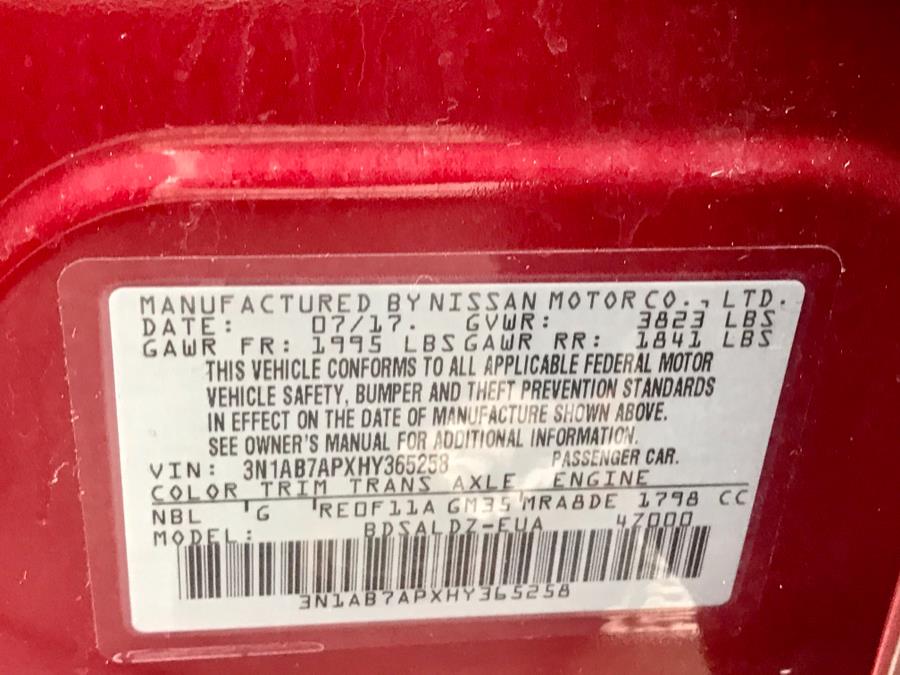 MANUFACTURED BY NISSAN MOTOR CO., LTD.
DATE: 07/17. GVWR: 3823 LBS
GAWR FR: 1995 LBS GAWR RR: 1841 LBS
THIS VEHICLE CONFORMS TO ALL APPLICABLE FEDERAL MOTOR
VEHICLE SAFETY, BUMPER AND THEFT PREVENTION STANDARDS
IN EFFECT ON THE DATE OF MANUFACTURE SHOWN ABOVE.
SEE OWNER'S MANUAL FOR ADDITIONAL INFORMATION.
VIN: 3N1AB7APXHY365258 PASSENGER CAR.
COLOR TRIM TRANS AXLE ENGINE
NBL G RE0F11A GM35 MRA8DE 1798 CC
MODEL: BDSALDZ-EUA 47000
3N1AB7APXHY365258